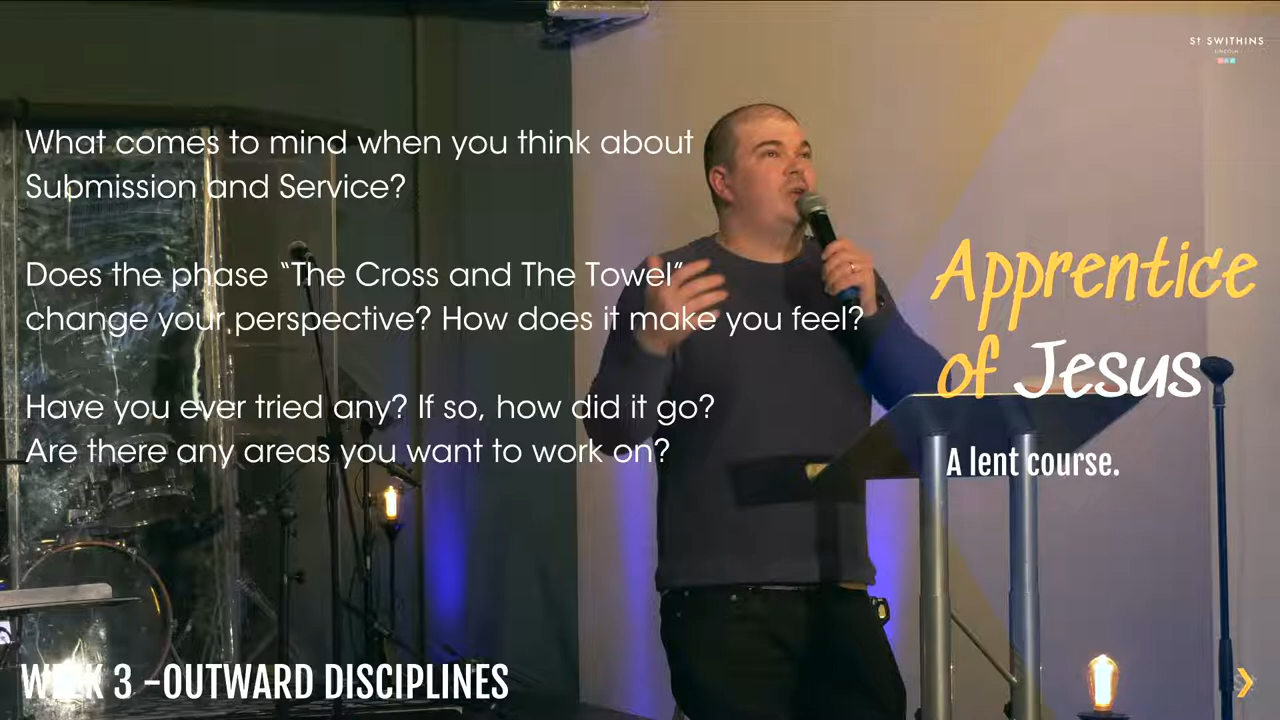 St SWITHINS
LINCOLN
What comes to mind when you think about
Submission and Service?
Does the phase “The Cross and The Towel”
change your perspective? How does it make you feel?
Have you ever tried any? If so, how did it go?
Are there any areas you want to work on?
Apprentice
of Jesus
A lent course.
WEEK 3 -OUTWARD DISCIPLINES